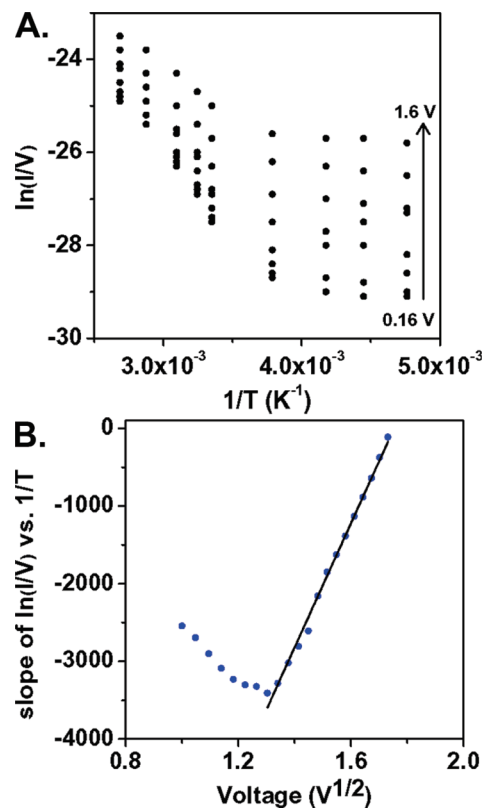 A.
-24
-26
-28
-30
ln(I/V)
1.6 V
0.16 V
3.0x10⁻³
4.0x10⁻³
5.0x10⁻³
1/T (K⁻¹)
B.
0
-1000
-2000
-3000
-4000
slope of ln(I/V) vs. 1/T
0.8
1.2
1.6
2.0
Voltage (V¹/²)